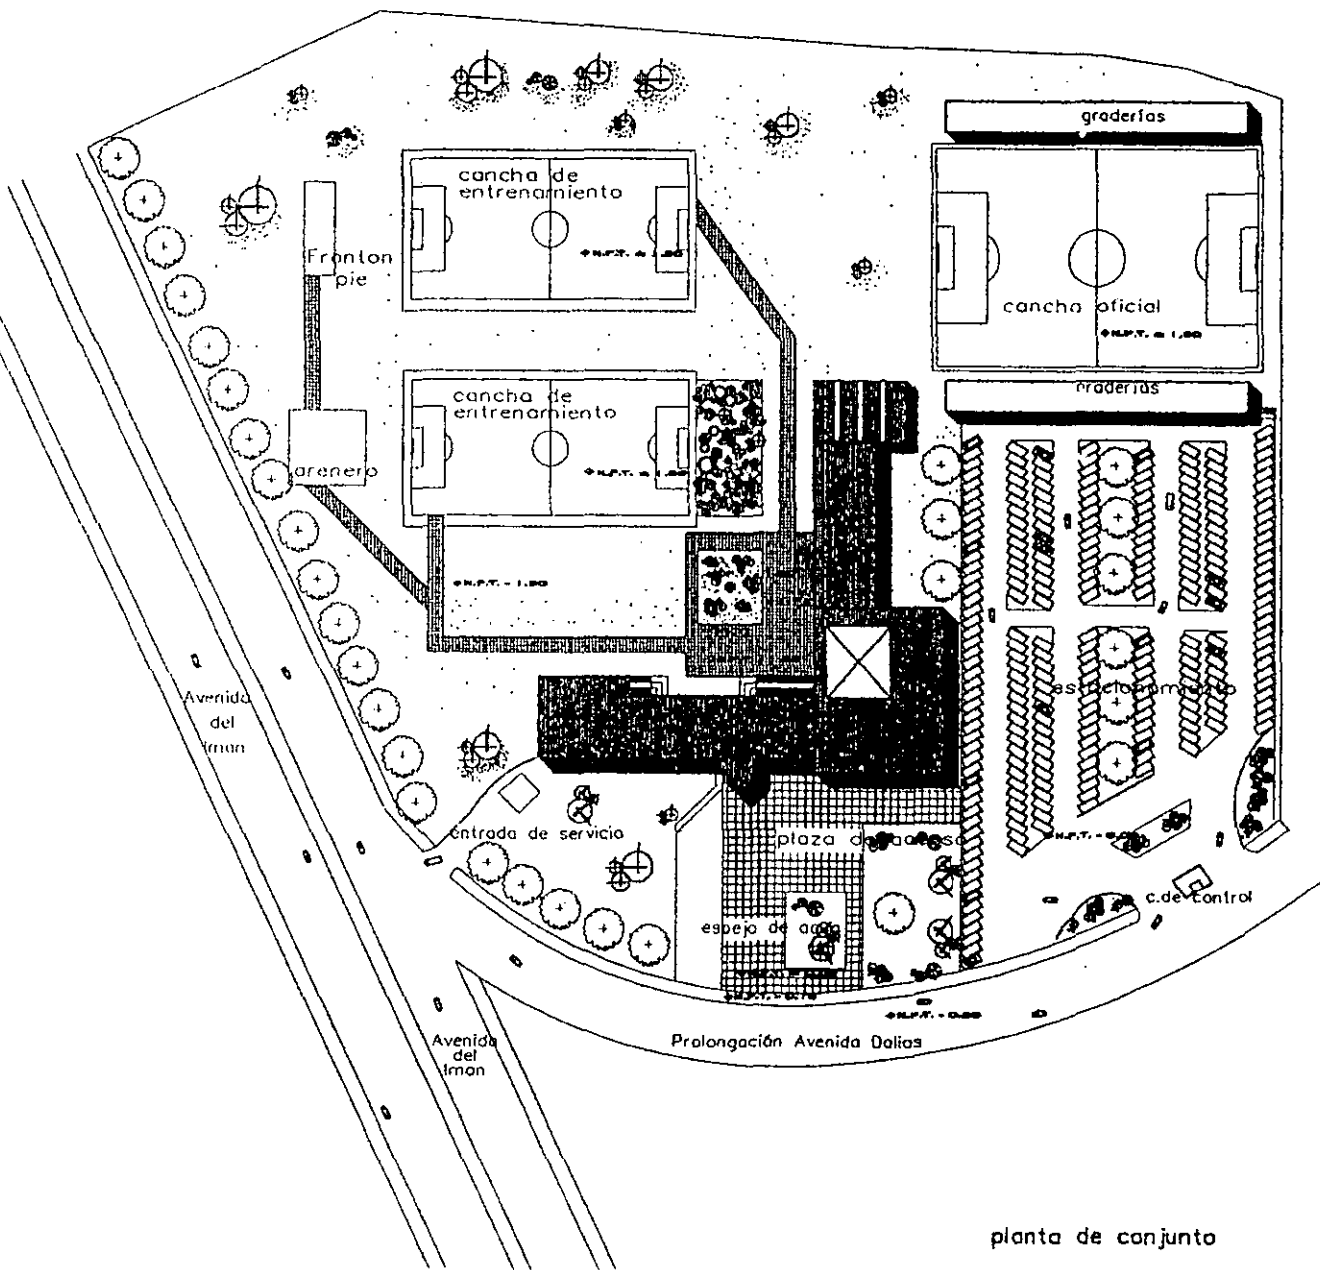 graderías
cancha de
entrenamiento
Fronton
pie
cancha oficial
graderías
cancha de
entrenamiento
arenero
estacionamiento
Avenida
del
Iman
entrada de servicio
plaza de acceso
c.de control
espejo de agua
Prolongación Avenida Dalias
Avenida
del
Iman
planta de conjunto